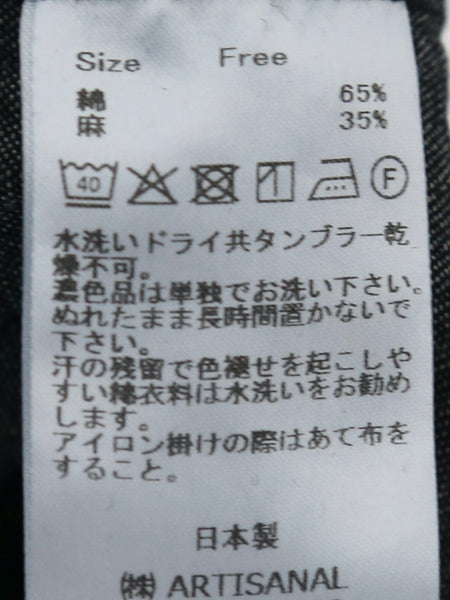 Size Free
綿 65%
麻 35%
40 F
水洗いドライ共タンブラー乾
燥不可。
濃色品は単独でお洗い下さい。
ぬれたまま長時間置かないで
下さい。
汗の残留で色褪せを起こしや
すい為衣料は水洗いをお勧め
します。
アイロン掛けの際はあて布を
すること。
日本製
㈱ ARTISANAL